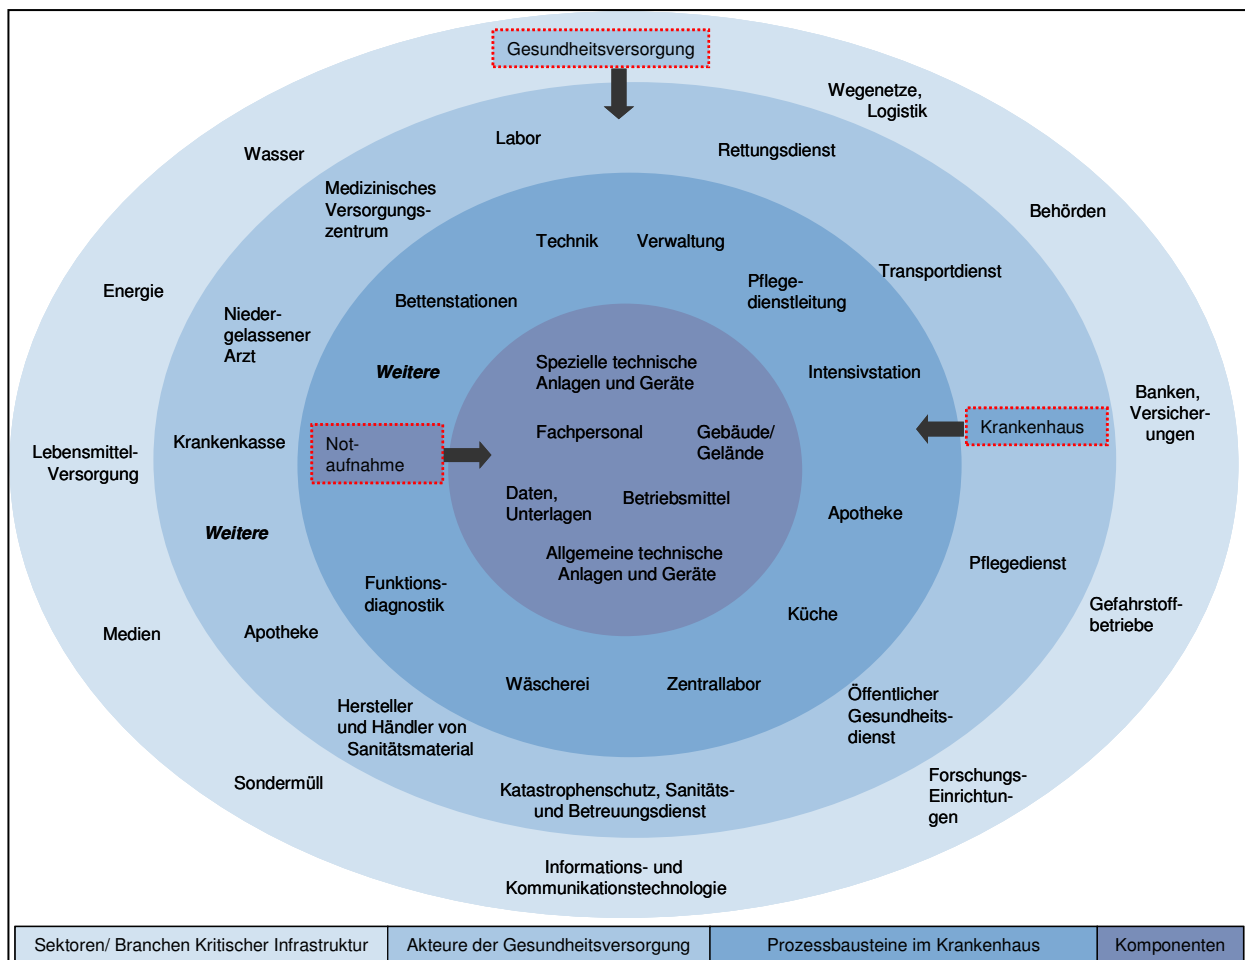 Gesundheitsversorgung
Wegenetze,
Logistik
Labor
Rettungsdienst
Wasser
Medizinisches
Versorgungs-
zentrum
Behörden
Technik
Verwaltung
Transportdienst
Pflege-
dienstleitung
Energie
Bettenstationen
Nieder-
gelassener
Arzt
Weitere
Spezielle technische
Anlagen und Geräte
Intensivstation
Banken,
Versicher-
ungen
Krankenhaus
Fachpersonal
Gebäude/
Gelände
Krankenkasse
Not-
aufnahme
Lebensmittel-
Versorgung
Daten,
Unterlagen
Betriebsmittel
Apotheke
Weitere
Allgemeine technische
Anlagen und Geräte
Pflegedienst
Funktions-
diagnostik
Küche
Gefahrstoff-
betriebe
Medien
Apotheke
Wäscherei
Zentrallabor
Öffentlicher
Gesundheits-
dienst
Hersteller
und Händler von
Sanitätsmaterial
Sondermüll
Katastrophenschutz, Sanitäts-
und Betreuungsdienst
Forschungs-
Einrichtun-
gen
Informations- und
Kommunikationstechnologie
Sektoren/ Branchen Kritischer Infrastruktur
Akteure der Gesundheitsversorgung
Prozessbausteine im Krankenhaus
Komponenten